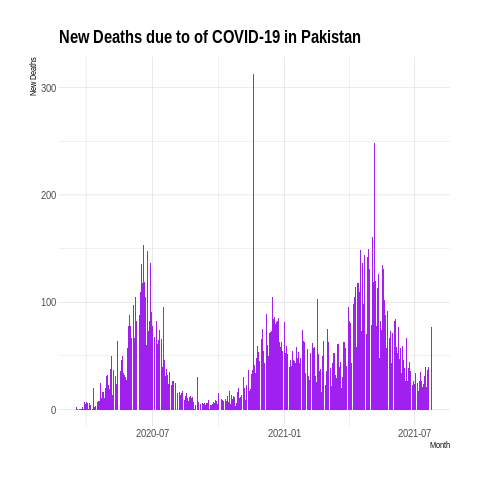 New Deaths due to of COVID-19 in Pakistan
New Deaths
300
200
100
0
2020-07
2021-01
2021-07
Month